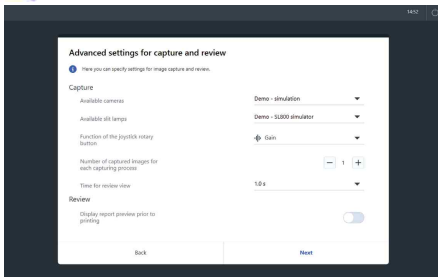 14:52
Advanced settings for capture and review
Here you can specify settings for image capture and review.
Capture
Available cameras
Demo - simulation
Available slit lamps
Demo - SL800 simulator
Function of the joystick rotary
button
Gain
Number of captured images for
each capturing process
1
Time for review view
1.0 s
Review
Display report preview prior to
printing
Back
Next